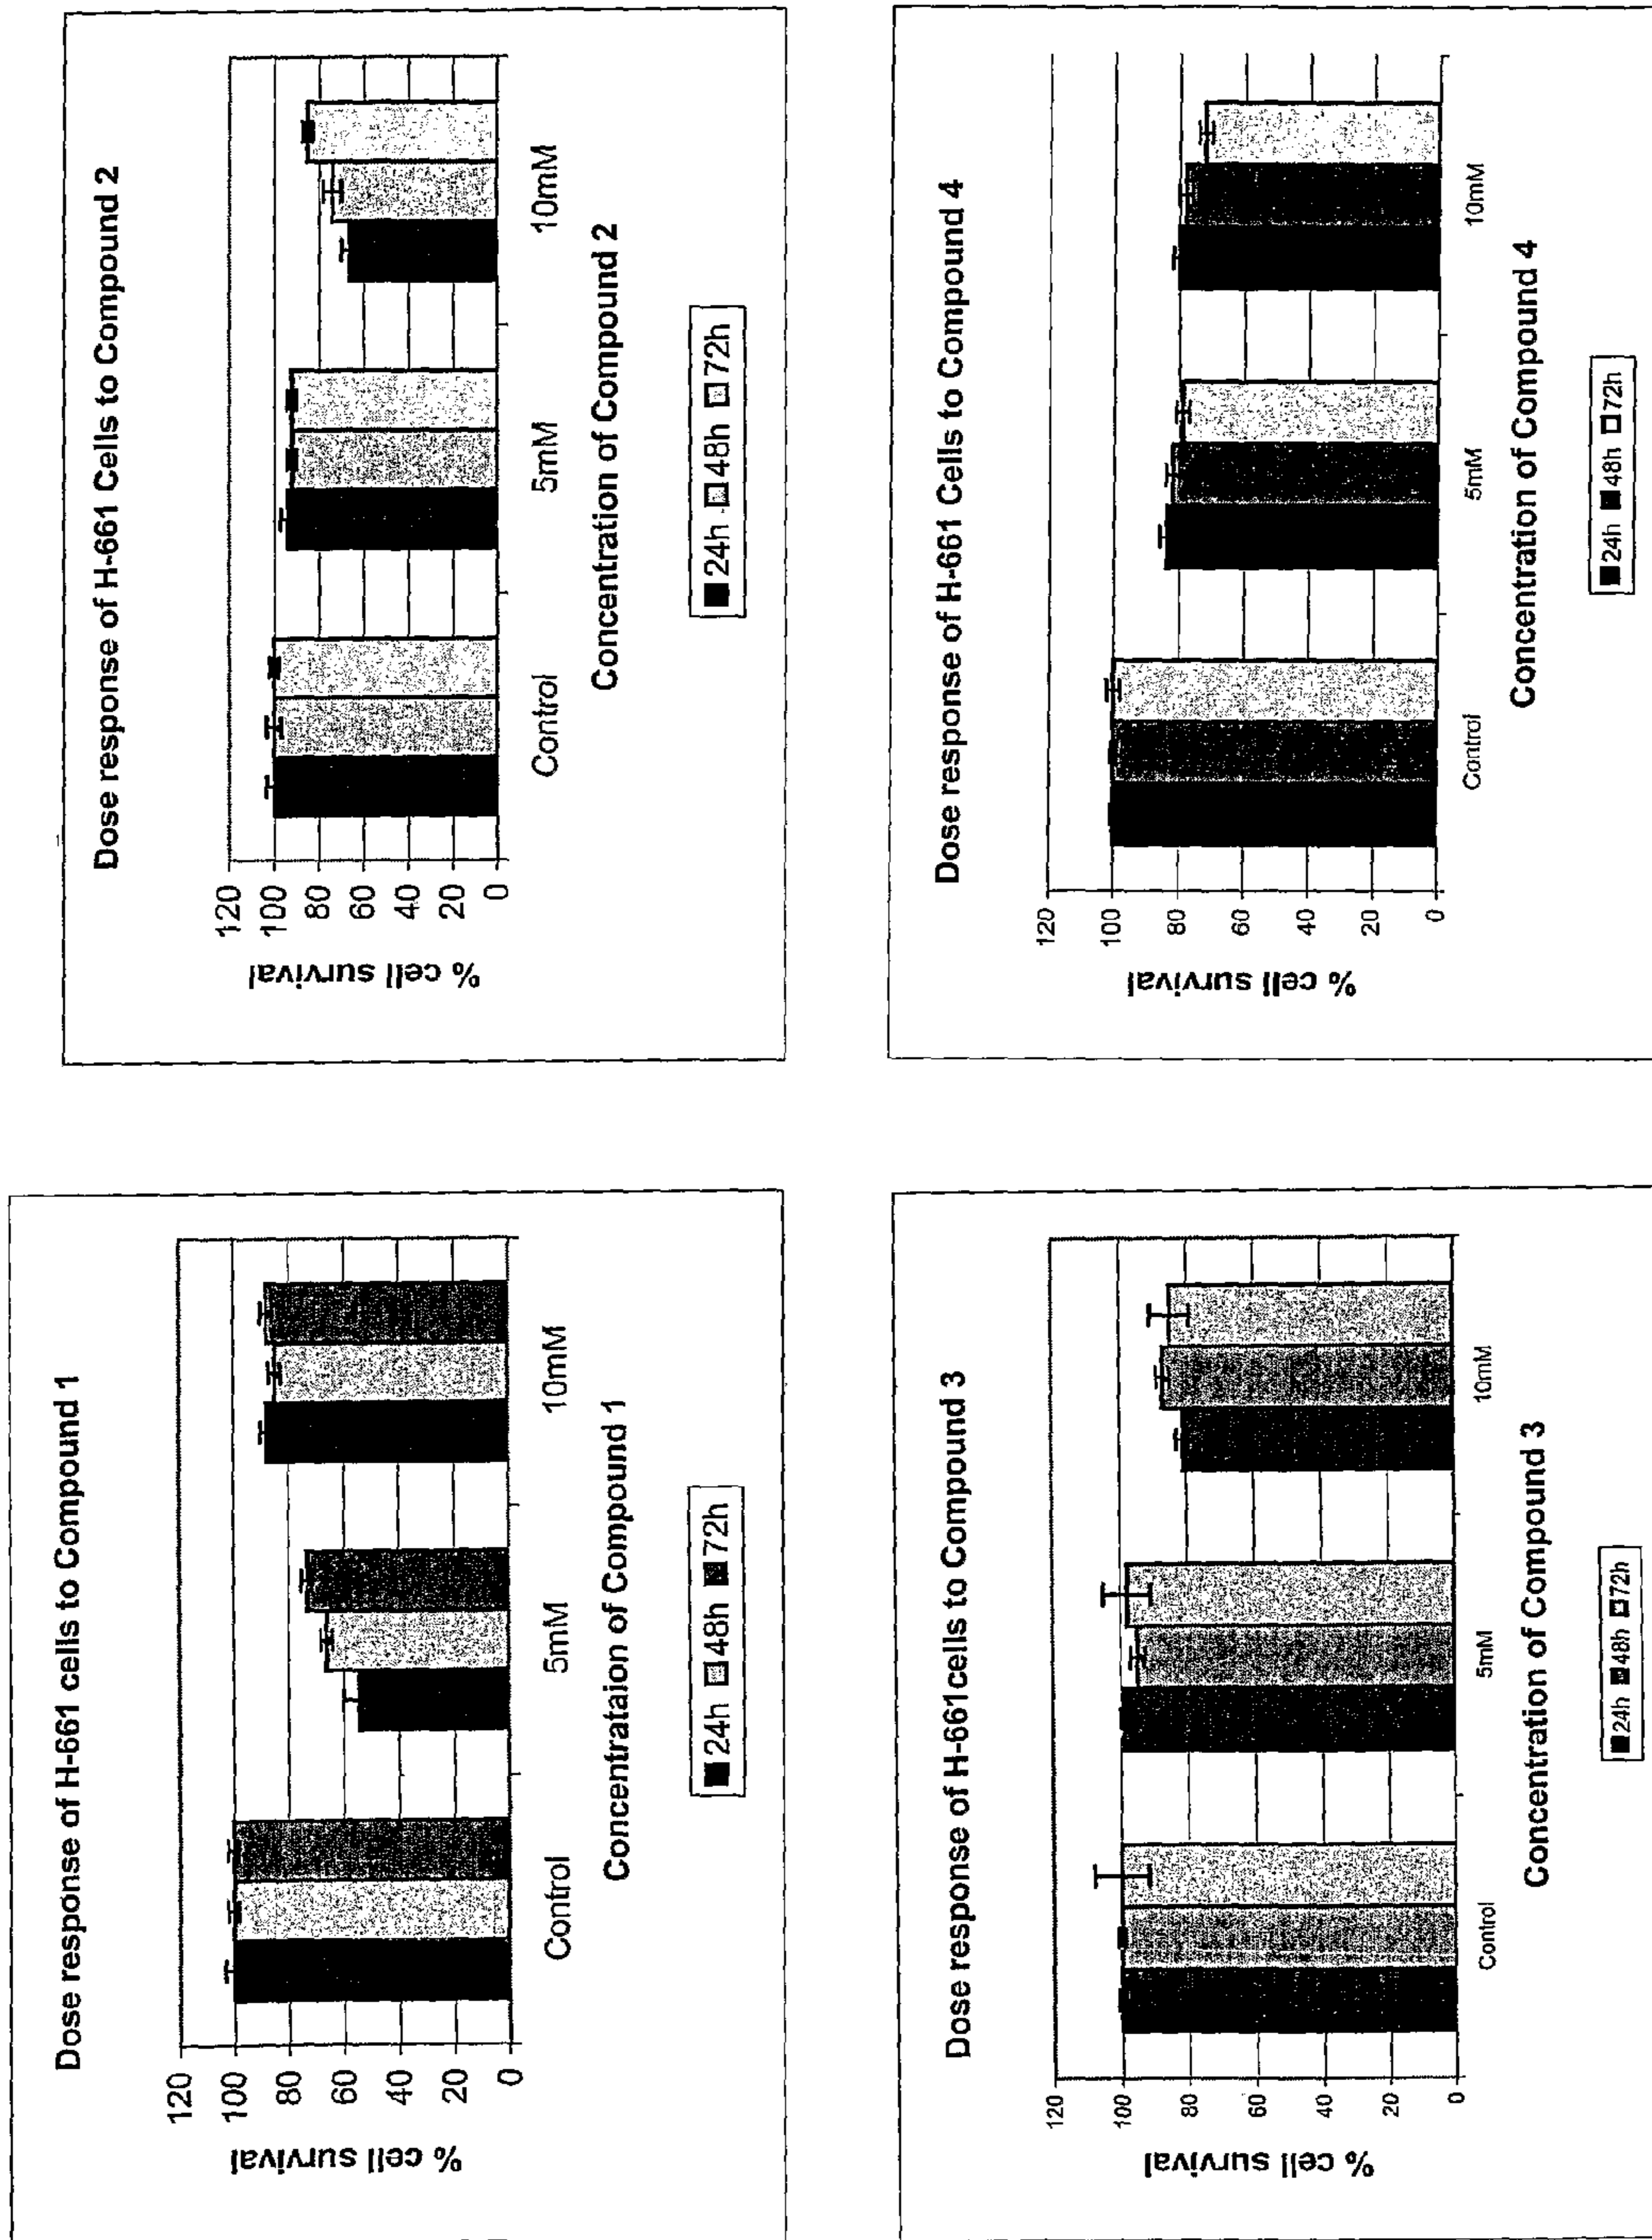 Dose response of H-661 cells to Compound 1
% cell survival
120
100
80
60
40
20
0
Control 5mM 10mM
Concentrataion of Compound 1
24h 48h 72h
Dose response of H-661 Cells to Compound 2
% cell survival
120
100
80
60
40
20
0
Control 5mM 10mM
Concentration of Compound 2
24h 48h 72h
Dose response of H-661cells to Compound 3
% cell survival
120
100
80
60
40
20
0
Control 5mM 10mM
Concentration of Compound 3
24h 48h 72h
Dose response of H-661 Cells to Compound 4
% cell survival
120
100
80
60
40
20
0
Control 5mM 10mM
Concentration of Compound 4
24h 48h 72h